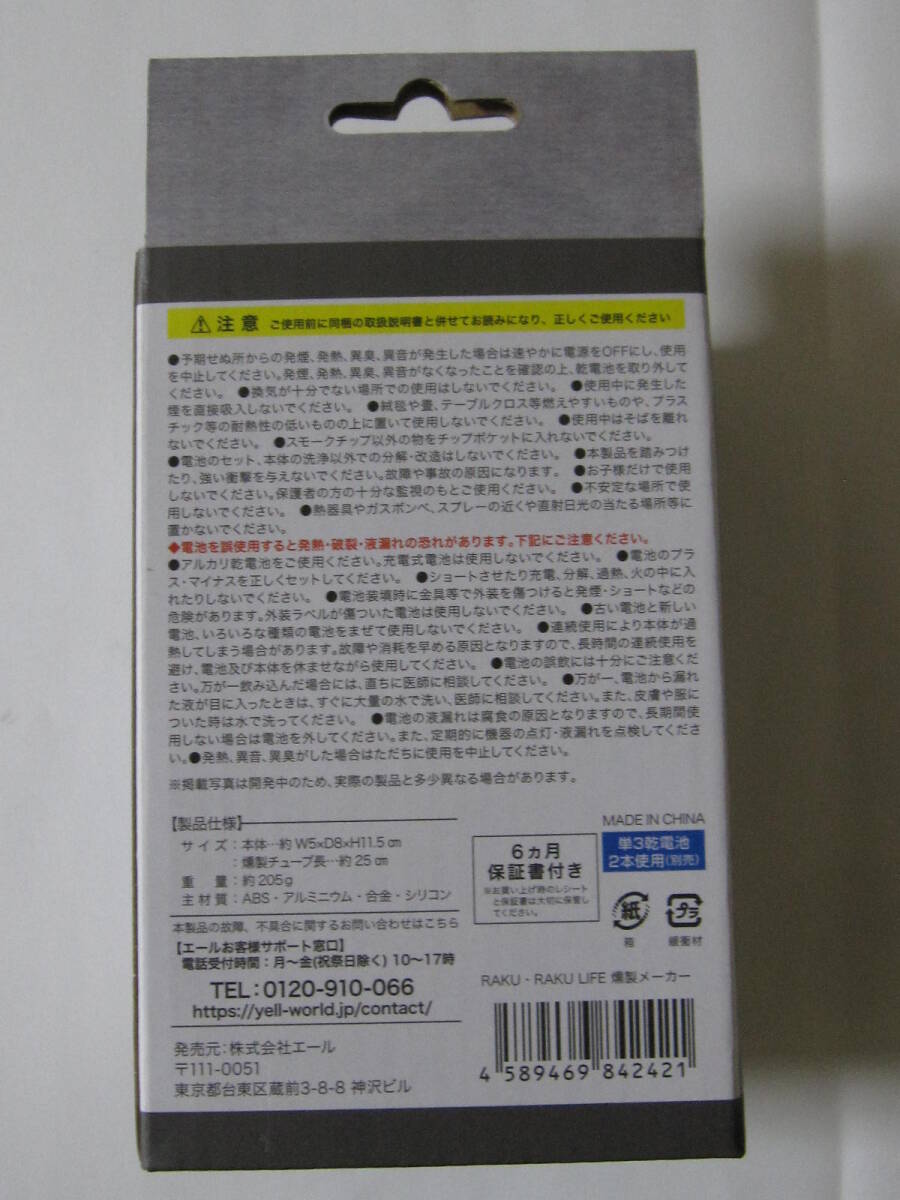 ⚠注意 ご使用前に同梱の取扱説明書と併せてお読みになり、正しくご使用ください
●予期せぬ所からの発煙、発熱、異臭、異音が発生した場合は速やかに電源をOFFにし、使用
を中止してください。発煙、発熱、異臭、異音がなくなったことを確認の上、乾電池を取り外して
ください。 ●換気が十分でない場所での使用はしないでください。 ●使用中に発生した
煙を直接吸入しないでください。 ●絨毯や畳、テーブルクロス等燃えやすいものや、プラス
チック等の耐熱性の低いものの上に置いて使用しないでください。 ●使用中はそばを離れ
ないでください。 ●スモークチップ以外の物をチップポケットに入れないでください。
●電池のセット、本体の洗浄以外での分解・改造はしないでください。 ●本製品を踏みつけ
たり、強い衝撃を与えないでください。故障や事故の原因になります。 ●お子様だけで使用
しないでください。保護者の方の十分な監視のもとご使用ください。 ●不安定な場所で使
用しないでください。 ●熱器具やガスボンベ、スプレーの近くや直射日光の当たる場所等に
置かないでください。
◆電池を誤使用すると発熱・破裂・液漏れの恐れがあります。下記にご注意ください。
●アルカリ乾電池をご使用ください。充電式電池は使用しないでください。 ●電池のプラ
ス・マイナスを正しくセットしてください。 ●ショートさせたり充電、分解、過熱、火の中に入
れたりしないでください。 ●電池装填時に金具等で外装を傷つけると発煙・ショートなどの
危険があります。外装ラベルが傷ついた電池は使用しないでください。 ●古い電池と新しい
電池、いろいろな種類の電池をまぜて使用しないでください。 ●連続使用により本体が過
熱してしまう場合があります。故障や消耗を早める原因となりますので、長時間の連続使用を
避け、電池及び本体を休ませながら使用してください。 ●電池の誤飲には十分にご注意くだ
さい。万が一飲み込んだ場合には、直ちに医師に相談してください。 ●万が一、電池から漏れ
た液が目に入ったときは、すぐに大量の水で洗い、医師に相談してください。また、皮膚や服に
ついた時は水で洗ってください。 ●電池の液漏れは腐食の原因となりますので、長期間使
用しない場合は電池を外してください。また、定期的に機器の点灯・液漏れを点検してくださ
い。●発熱、異音、異臭がした場合はただちに使用を中止してください。
※掲載写真は開発中のため、実際の製品と多少異なる場合があります。
【製品仕様】
サイズ：本体…約 W5×D8×H11.5㎝
：燻製チューブ長…約25㎝
重 量：約205g
主材質：ABS・アルミニウム・合金・シリコン
本製品の故障、不具合に関するお問い合わせはこちら
【エールお客様サポート窓口】
電話受付時間：月〜金(祝祭日除く) 10〜17時
TEL：0120-910-066
https://yell-world.jp/contact/
発売元：株式会社エール
〒111-0051
東京都台東区蔵前3-8-8 神沢ビル
6ヵ月
保証書付き
※お買い上げ時のレシート
と保証書は大切に保管し
てください。
MADE IN CHINA
単3乾電池
2本使用(別売)
紙
箱
プラ
緩衝材
RAKU・RAKU LIFE 燻製メーカー
4 589469 842421